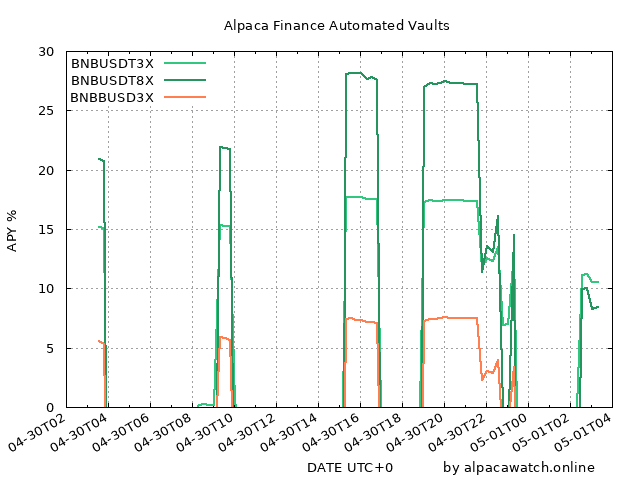 Alpaca Finance Automated Vaults
BNBUSDT3X
BNBUSDT8X
BNBBUSD3X
APY %
30
25
20
15
10
5
0
04-30T02
04-30T04
04-30T06
04-30T08
04-30T10
04-30T12
04-30T14
04-30T16
04-30T18
04-30T20
04-30T22
05-01T00
05-01T02
05-01T04
DATE UTC+0
by alpacawatch.online